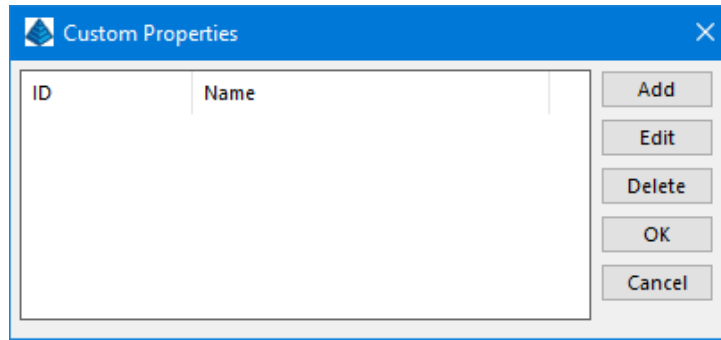 Custom Properties
ID Name
Add
Edit
Delete
OK
Cancel